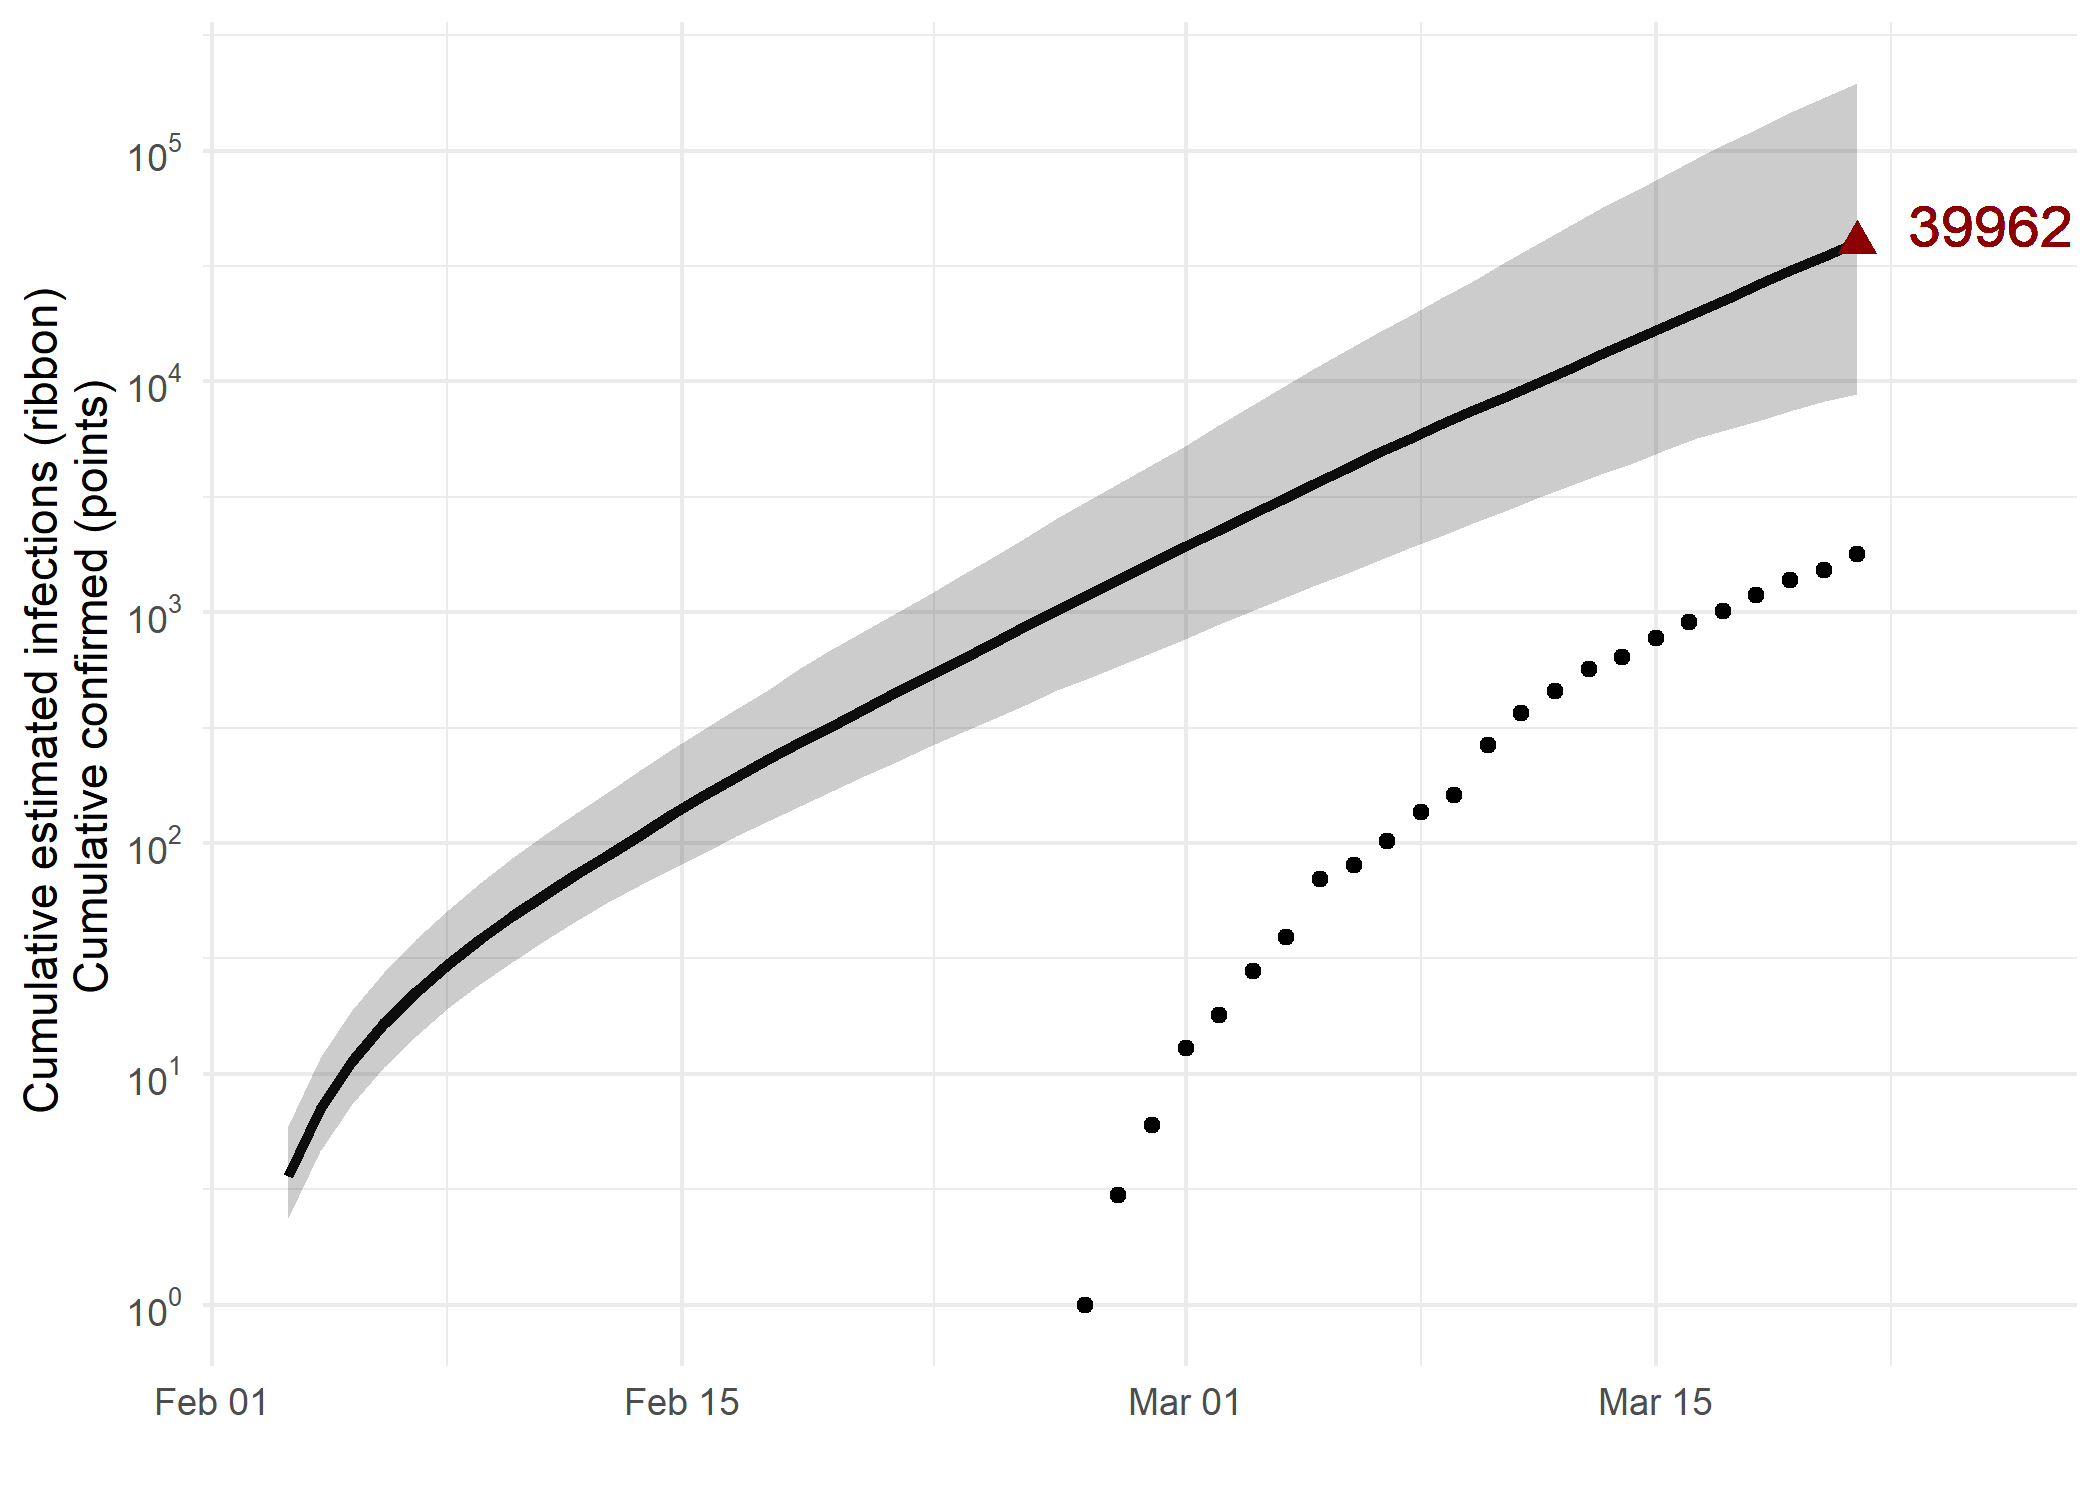 Cumulative estimated infections (ribbon)
Cumulative confirmed (points)
10^5
10^4
10^3
10^2
10^1
10^0
39962
Feb 01
Feb 15
Mar 01
Mar 15